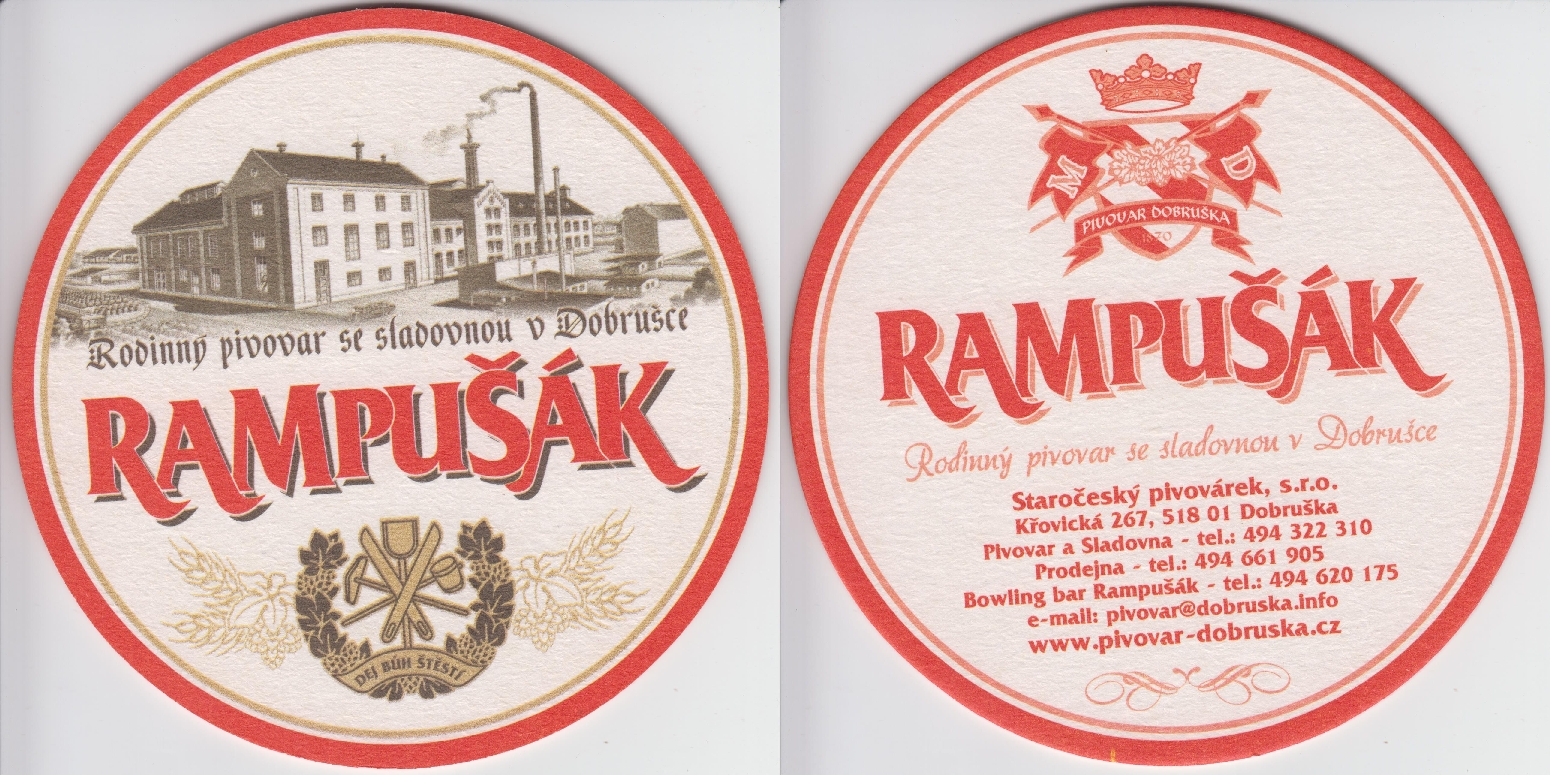 Rodinný pivovar se sladovnou v Dobrušce
RAMPUŠÁK
DEJ BŮH ŠTĚSTÍ
M D
PIVOVAR DOBRUŠKA
1870
RAMPUŠÁK
Rodinný pivovar se sladovnou v Dobrušce
Staročeský pivovárek, s.r.o.
Křovická 267, 518 01 Dobruška
Pivovar a Sladovna - tel.: 494 322 310
Prodejna - tel.: 494 661 905
Bowling bar Rampušák - tel.: 494 620 175
e-mail: pivovar@dobruska.info
www.pivovar-dobruska.cz